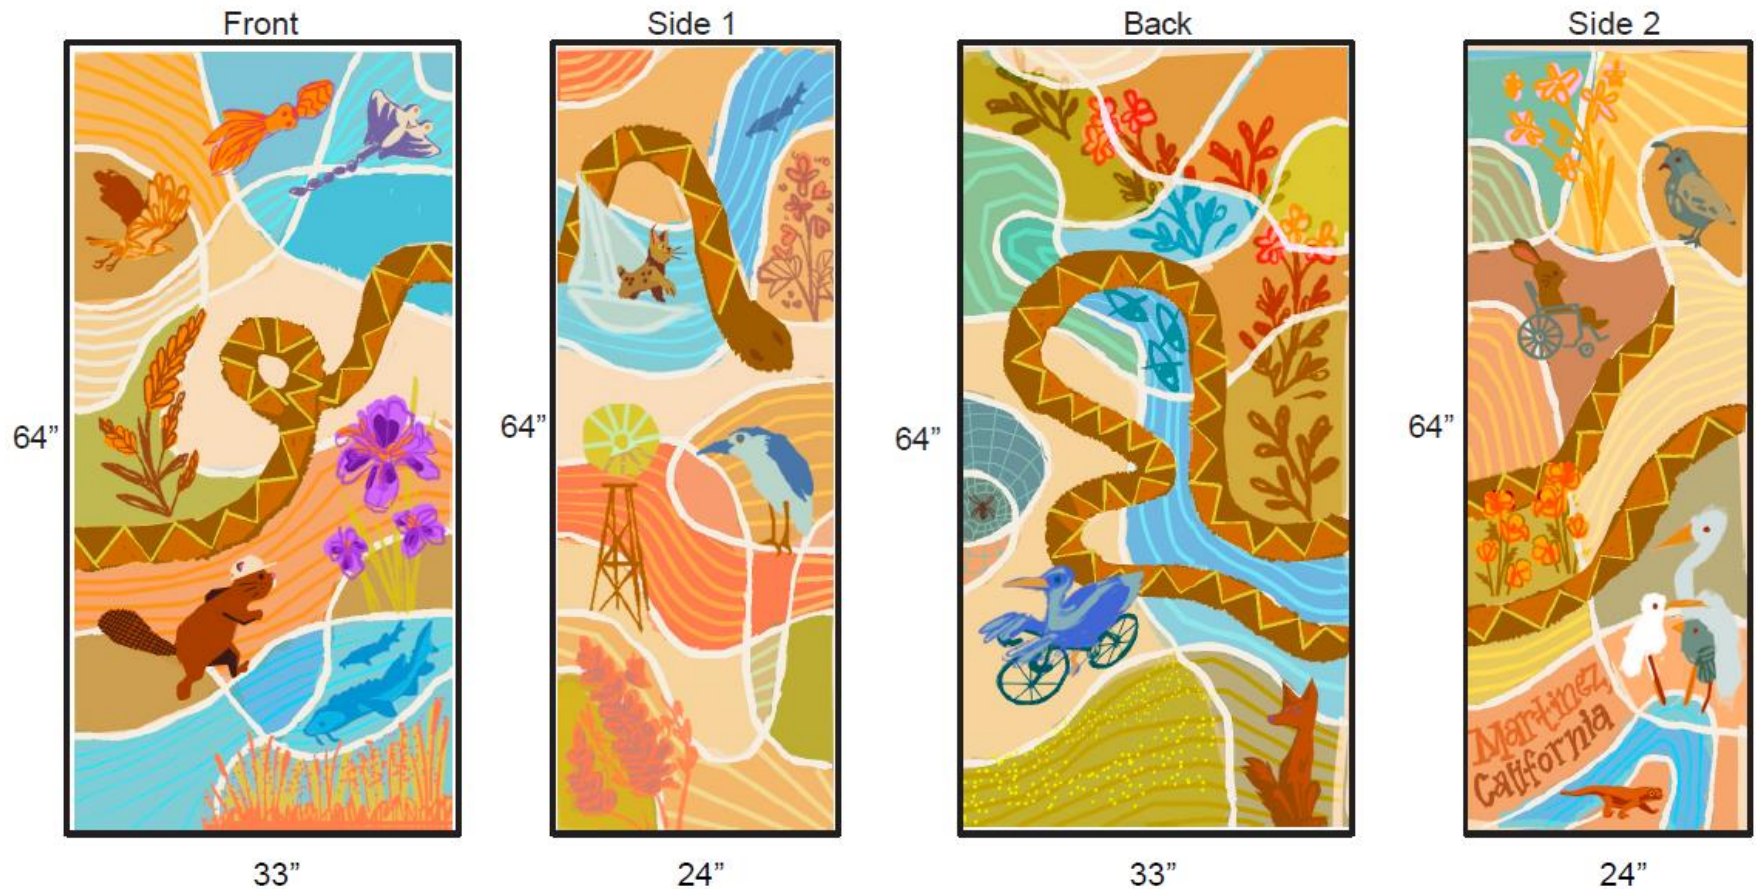 Front
Side 1
Back
Side 2
64”
64”
64”
64”
Martinez,
California
33”
24”
33”
24”